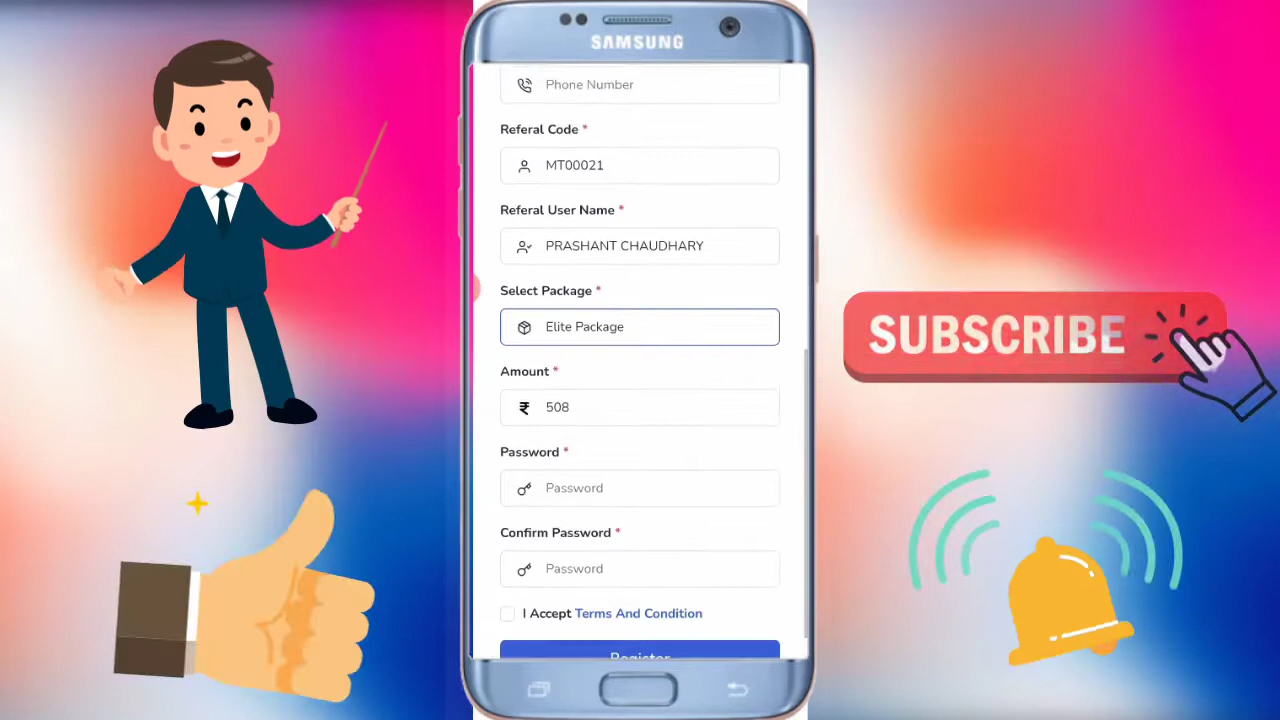 SAMSUNG
Phone Number
Referal Code *
MT00021
Referal User Name *
PRASHANT CHAUDHARY
Select Package *
Elite Package
Amount *
₹ 508
Password *
Password
Confirm Password *
Password
I Accept Terms And Condition
Register
SUBSCRIBE